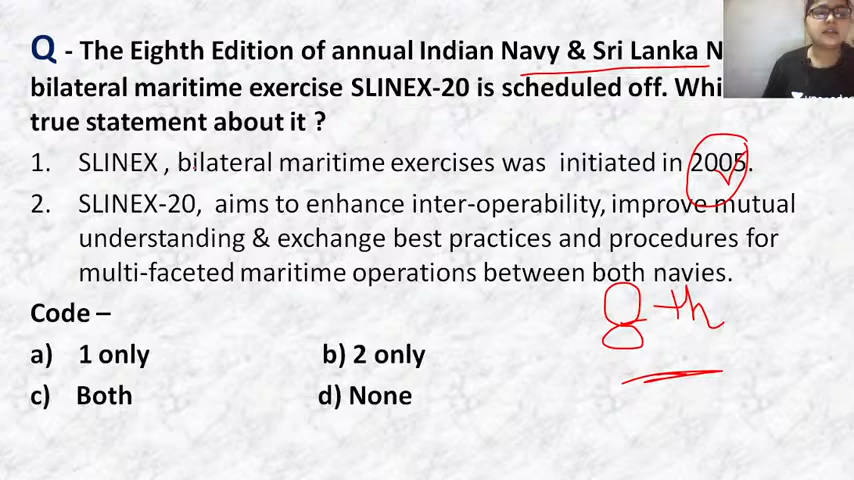 Q - The Eighth Edition of annual Indian Navy & Sri Lanka N
bilateral maritime exercise SLINEX-20 is scheduled off. Whi
true statement about it ?
1. SLINEX , bilateral maritime exercises was initiated in 2005.
2. SLINEX-20, aims to enhance inter-operability, improve mutual
understanding & exchange best practices and procedures for
multi-faceted maritime operations between both navies.
8th
Code –
a) 1 only b) 2 only
c) Both d) None